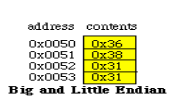 address contents
0x0050 0x36
0x0051 0x38
0x0052 0x31
0x0053 0x31
Big and Little Endian